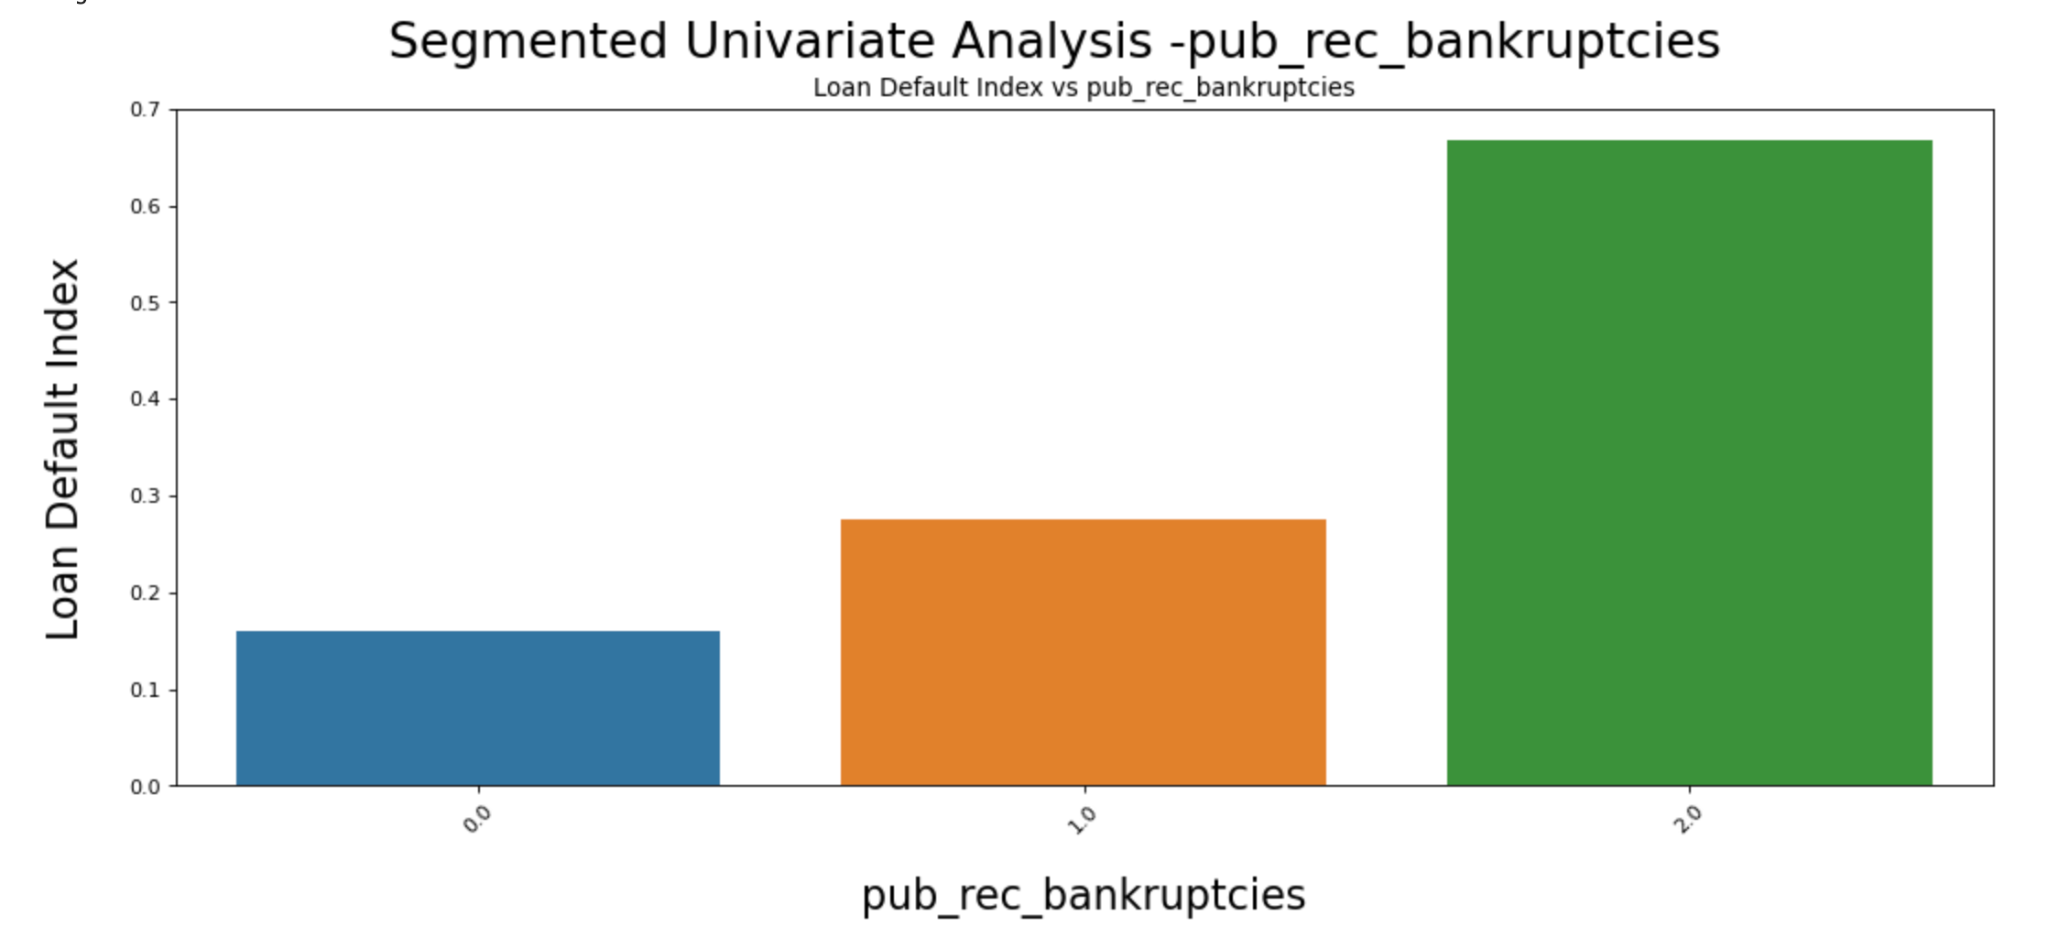 Segmented Univariate Analysis -pub_rec_bankruptcies
Loan Default Index vs pub_rec_bankruptcies
0.7
0.6
0.5
0.4
0.3
0.2
0.1
0.0
Loan Default Index
0.0 1.0 2.0
pub_rec_bankruptcies